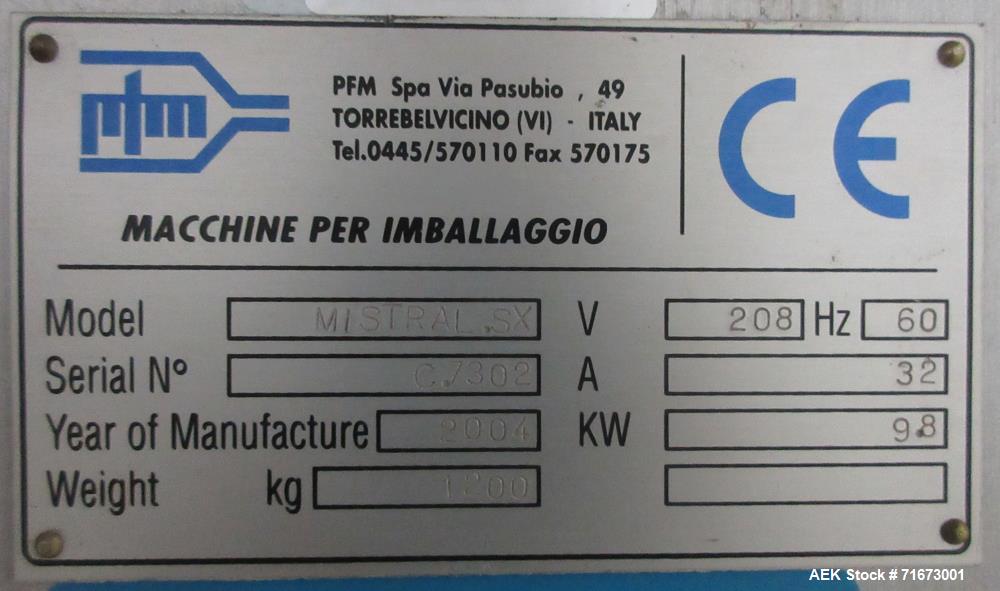 pfm
PFM Spa Via Pasubio , 49
TORREBELVICINO (VI) - ITALY
Tel.0445/570110 Fax 570175
CE
MACCHINE PER IMBALLAGGIO
Model MISTRAL.SX V 208 Hz 60
Serial N° C.7302 A 32
Year of Manufacture 2004 KW 9.8
Weight kg 1200
AEK Stock # 71673001